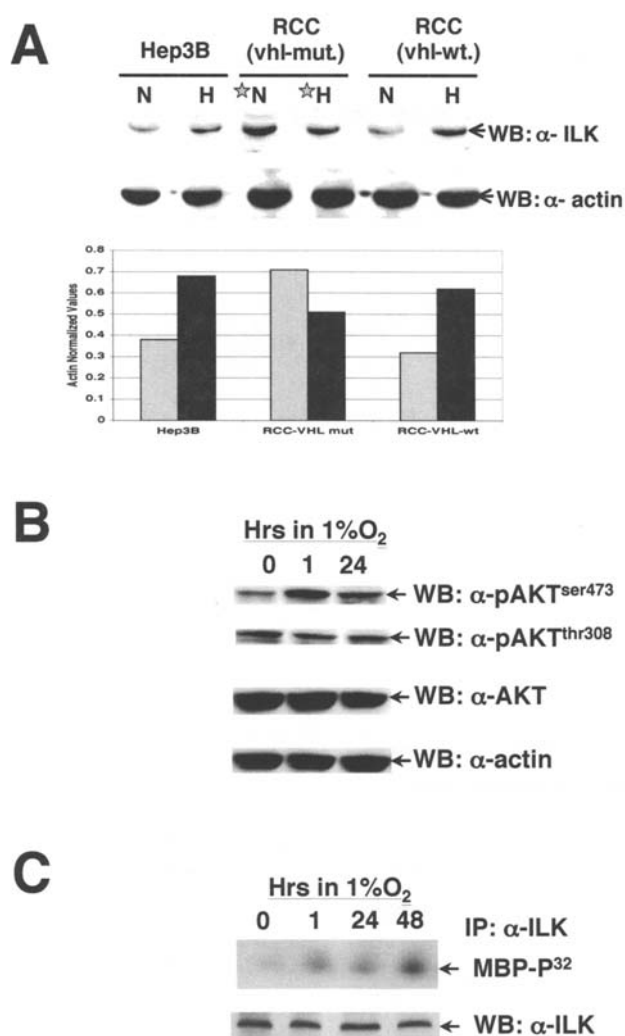 A
Hep3B
RCC
(vhl-mut.)
RCC
(vhl-wt.)
N H ☆N ☆H N H
WB: α- ILK
WB: α- actin
Actin Normalized Values
0.8
0.7
0.6
0.5
0.4
0.3
0.2
0.1
0
Hep3B RCC-VHL mut RCC-VHL-wt
B
Hrs in 1%O₂
0 1 24
WB: α-pAKTˢᵉʳ⁴⁷³
WB: α-pAKTᵗʰʳ³⁰⁸
WB: α-AKT
WB: α-actin
C
Hrs in 1%O₂
0 1 24 48
IP: α-ILK
MBP-P³²
WB: α-ILK